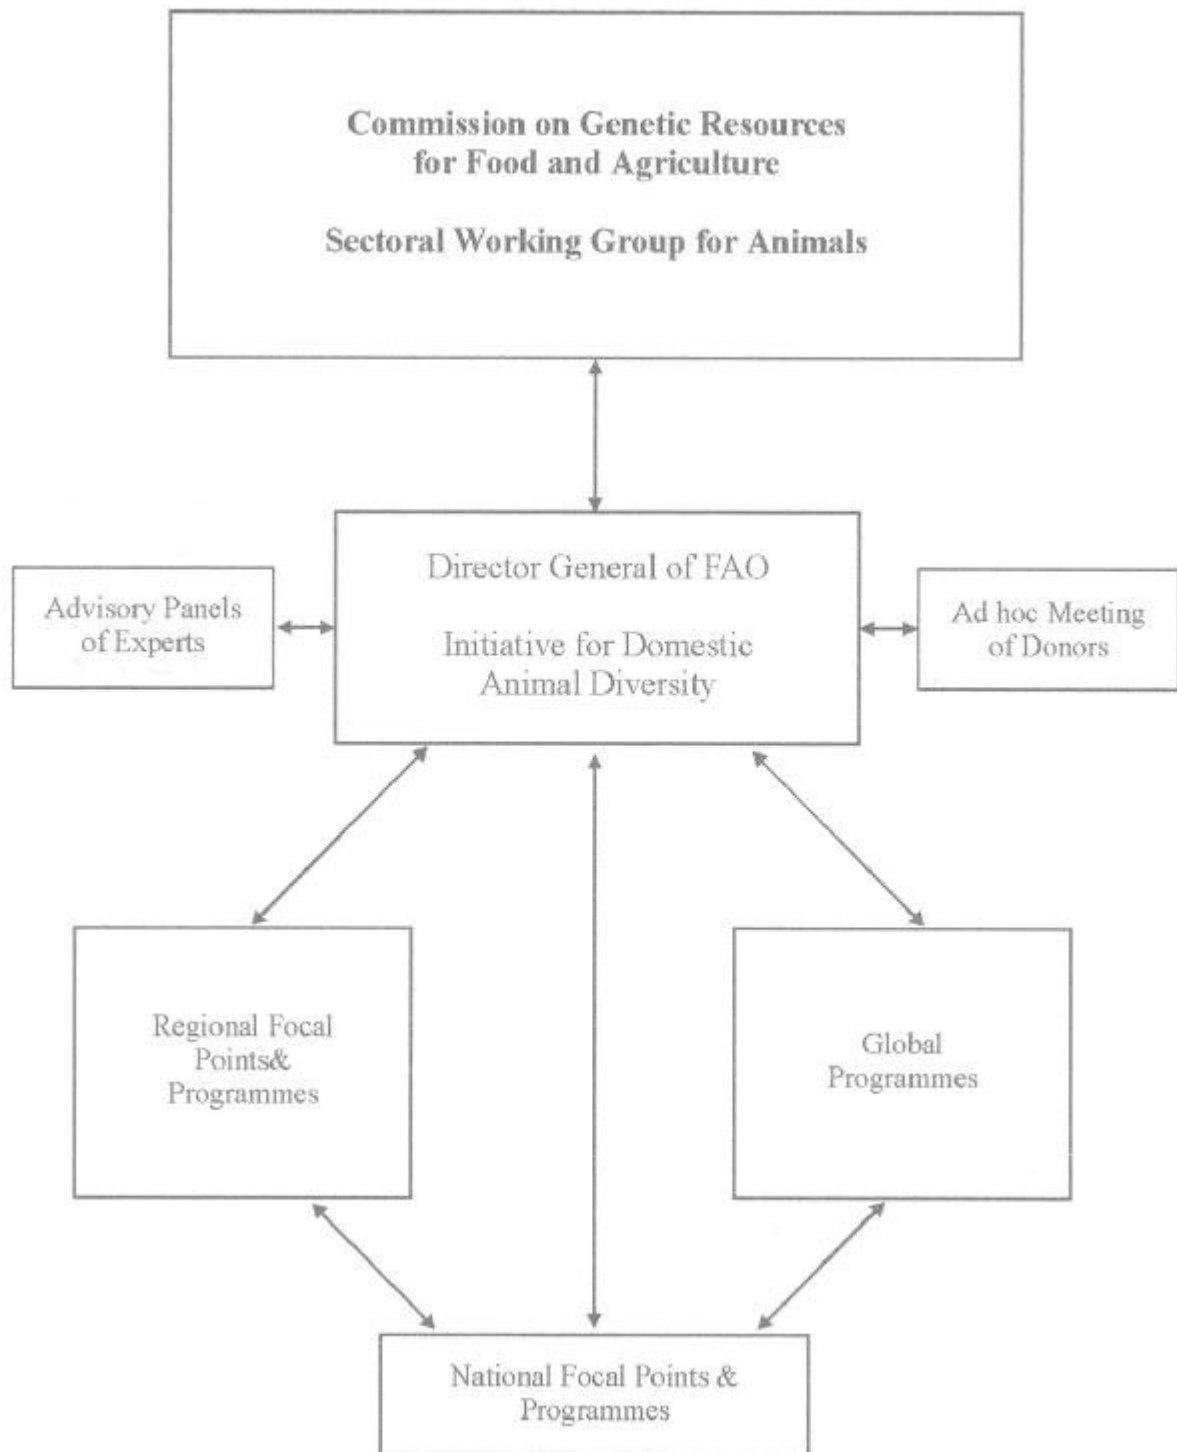 Commission on Genetic Resources
for Food and Agriculture
Sectoral Working Group for Animals
Director General of FAO
Initiative for Domestic
Animal Diversity
Advisory Panels
of Experts
Ad hoc Meeting
of Donors
Regional Focal
Points&
Programmes
Global
Programmes
National Focal Points &
Programmes